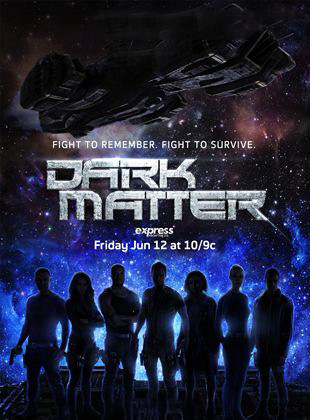 FIGHT TO REMEMBER. FIGHT TO SURVIVE.
DARK
MATTER
express
Friday Jun 12 at 10/9c